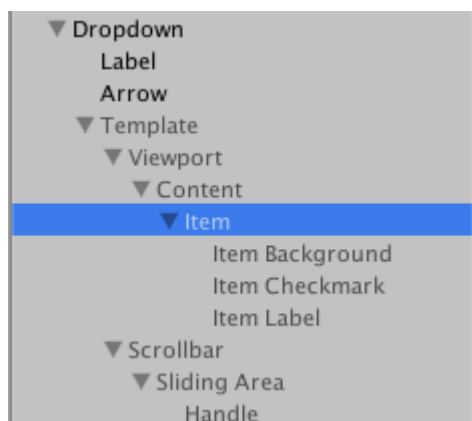 Dropdown
Label
Arrow
Template
Viewport
Content
Item
Item Background
Item Checkmark
Item Label
Scrollbar
Sliding Area
Handle